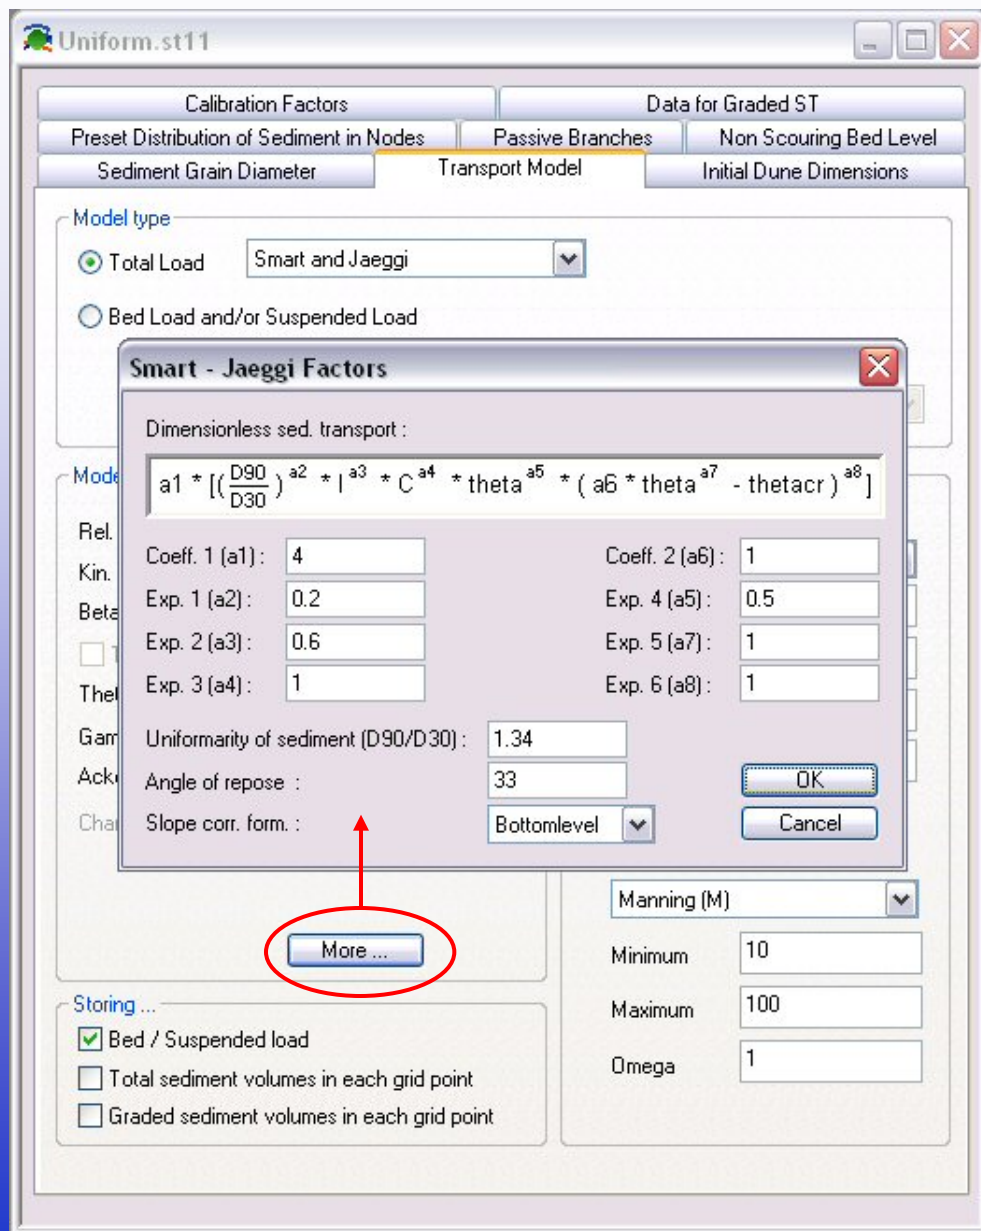 Uniform.st11
Calibration Factors Data for Graded ST
Preset Distribution of Sediment in Nodes Passive Branches Non Scouring Bed Level
Sediment Grain Diameter Transport Model Initial Dune Dimensions
Model type
Total Load Smart and Jaeggi
Bed Load and/or Suspended Load
Smart - Jaeggi Factors
Dimensionless sed. transport :
a1 * [(D90/D30)^a2 * I^a3 * C^a4 * theta^a5 * ( a6 * theta^a7 - thetacr )^a8 ]
Rel.
Coeff. 1 (a1) : 4 Coeff. 2 (a6) : 1
Kin.
Exp. 1 (a2) : 0.2 Exp. 4 (a5) : 0.5
Beta
Exp. 2 (a3) : 0.6 Exp. 5 (a7) : 1
Exp. 3 (a4) : 1 Exp. 6 (a8) : 1
Uniformarity of sediment (D90/D30) : 1.34
Angle of repose : 33 OK
Slope corr. form. : Bottomlevel Cancel
Manning (M)
More ...
Minimum 10
Storing ...
Maximum 100
Bed / Suspended load
Omega 1
Total sediment volumes in each grid point
Graded sediment volumes in each grid point